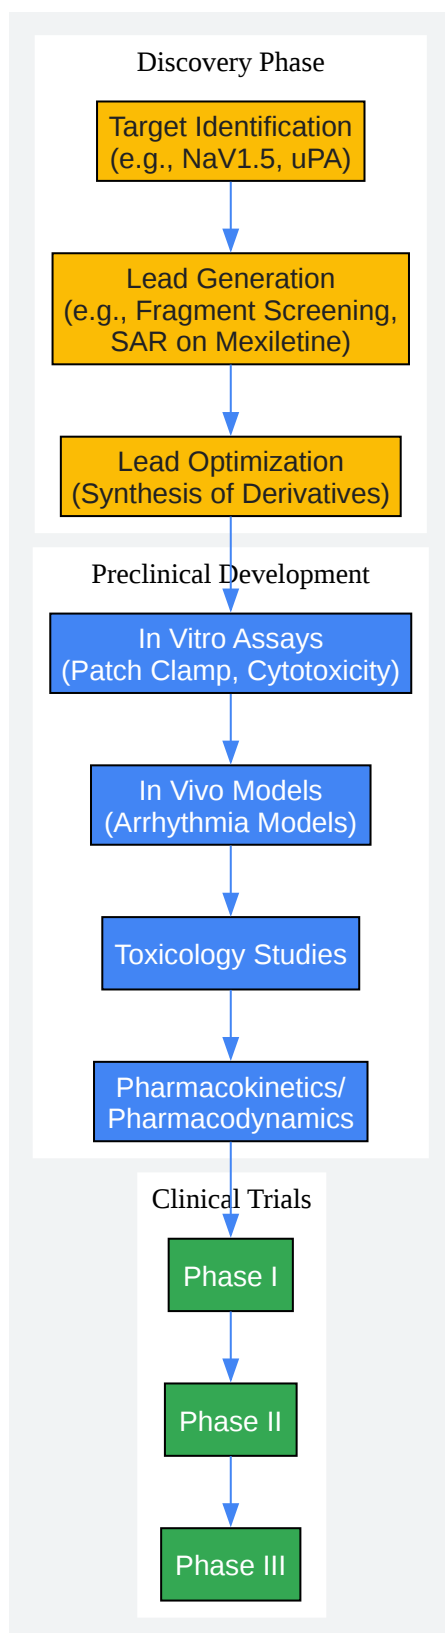 Discovery Phase
Target Identification
(e.g., NaV1.5, uPA)
Lead Generation
(e.g., Fragment Screening,
SAR on Mexiletine)
Lead Optimization
(Synthesis of Derivatives)
Preclinical Development
In Vitro Assays
(Patch Clamp, Cytotoxicity)
In Vivo Models
(Arrhythmia Models)
Toxicology Studies
Pharmacokinetics/
Pharmacodynamics
Clinical Trials
Phase I
Phase II
Phase III